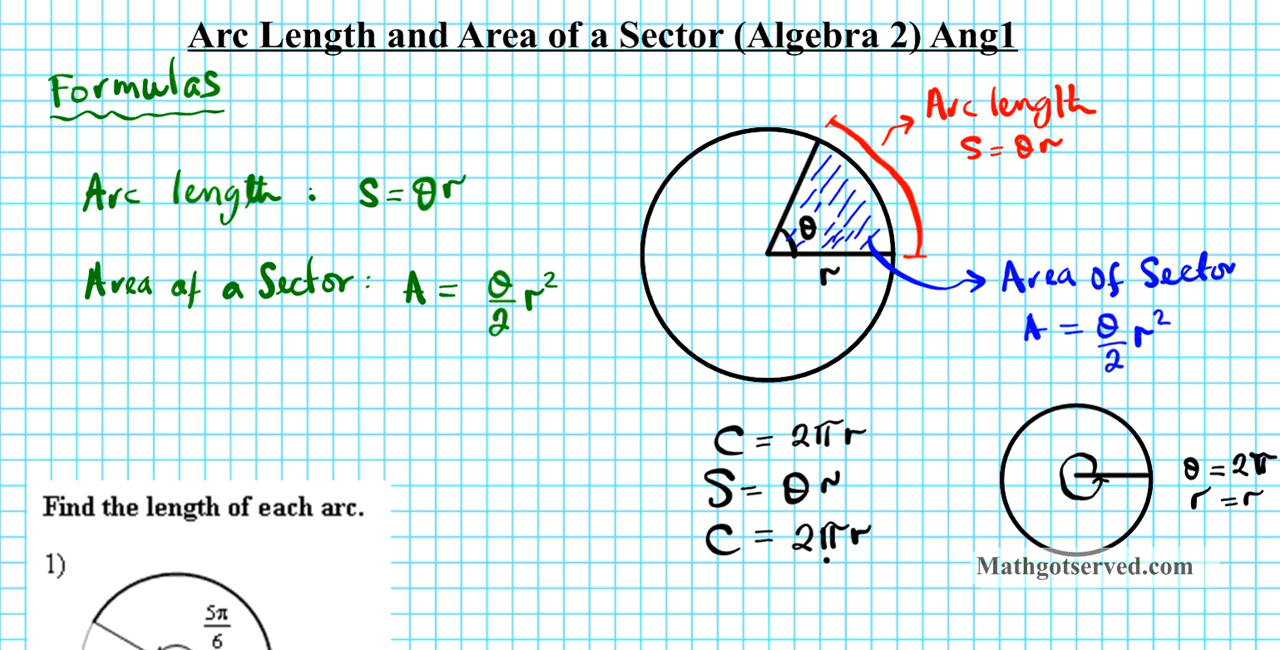 Arc Length and Area of a Sector (Algebra 2) Ang1
Formulas
Arc length : S = θr
Area of a Sector: A = θ/2 r²
Arc length
S = θr
θ
r
Area of Sector
A = θ/2 r²
C = 2πr
S = θr
C = 2πr
θ = 2π
r = r
Mathgotserved.com
Find the length of each arc.
1)
5π/6